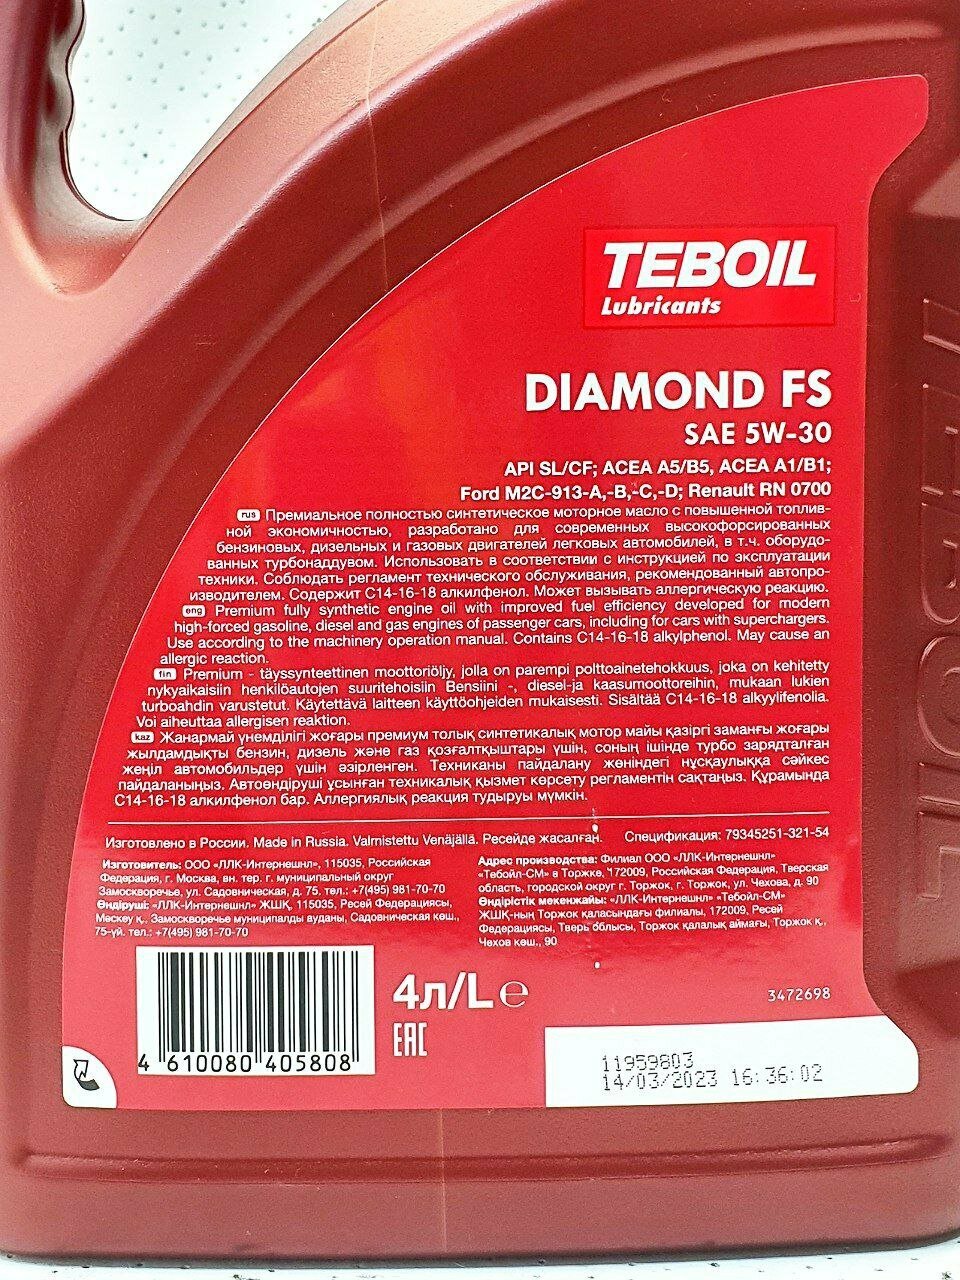 TEBOIL
Lubricants
DIAMOND FS
SAE 5W-30
API SL/CF; ACEA A5/B5, ACEA A1/B1;
Ford M2C-913-A,-B,-C,-D; Renault RN 0700
rus Премиальное полностью синтетическое моторное масло с повышенной топлив-
ной экономичностью, разработано для современных высокофорсированных
бензиновых, дизельных и газовых двигателей легковых автомобилей, в т.ч. оборудо-
ванных турбонаддувом. Использовать в соответствии с инструкцией по эксплуатации
техники. Соблюдать регламент технического обслуживания, рекомендованный автопро-
изводителем. Содержит C14-16-18 алкилфенол. Может вызывать аллергическую реакцию.
eng Premium fully synthetic engine oil with improved fuel efficiency developed for modern
high-forced gasoline, diesel and gas engines of passenger cars, including for cars with superchargers.
Use according to the machinery operation manual. Contains C14-16-18 alkylphenol. May cause an
allergic reaction.
fin Premium - täyssynteettinen moottoriöljy, jolla on parempi polttoainetehokkuus, joka on kehitetty
nykyaikaisiin henkilöautojen suuritehoisiin Bensiini -, diesel-ja kaasumoottoreihin, mukaan lukien
turboahdin varustetut. Käytettävä laitteen käyttöohjeiden mukaisesti. Sisältää C14-16-18 alkyylifenolia.
Voi aiheuttaa allergisen reaktion.
kaz Жанармай үнемділігі жоғары премиум толық синтетикалық мотор майы қазіргі заманғы жоғары
жылдамдықты бензин, дизель және газ қозғалтқыштары үшін, соның ішінде турбо зарядталған
жеңіл автомобильдер үшін әзірленген. Техниканы пайдалану жөніндегі нұсқаулыққа сәйкес
пайдаланыңыз. Автоөндіруші ұсынған техникалық қызмет көрсету регламентін сақтаңыз. Құрамында
C14-16-18 алкилфенол бар. Аллергиялық реакция тудыруы мүмкін.
Изготовлено в России. Made in Russia. Valmistettu Venäjällä. Ресейде жасалған. Спецификация: 79345251-321-54
Изготовитель: ООО «ЛЛК-Интернешнл», 115035, Российская
Федерация, г. Москва, вн. тер. г. муниципальный округ
Замоскворечье, ул. Садовническая, д. 75. тел.: +7(495) 981-70-70
Өндіруші: «ЛЛК-Интернешнл» ЖШҚ, 115035, Ресей Федерациясы,
Мескеу қ., Замоскворечье муниципалды ауданы, Садовническая көш.,
75-үй. тел.: +7(495) 981-70-70
Адрес производства: Филиал ООО «ЛЛК-Интернешнл»
«Тебойл-СМ» в Торжке, 172009, Российская Федерация, Тверская
область, городской округ г. Торжок, г. Торжок, ул. Чехова, д. 90
Өндірістік мекенжайы: «ЛЛК-Интернешнл» «Тебойл-СМ»
ЖШҚ-ның Торжок қаласындағы филиалы, 172009, Ресей
Федерациясы, Тверь облысы, Торжок қалалық аймағы, Торжок қ.,
Чехов көш., 90
4л/L e
EAC
3472698
4 610080 405808
11959803
14/03/2023 16:36:02
TEBOIL